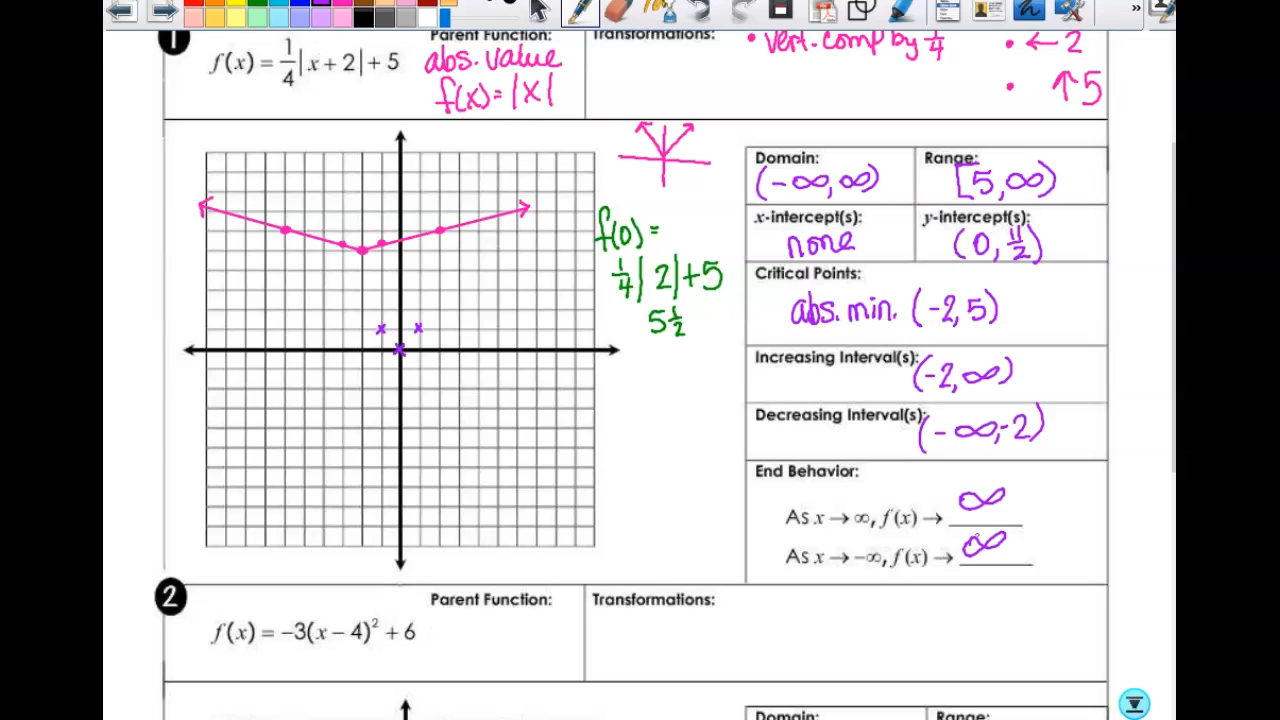 1
Parent Function:
Transformations:
f(x) = 1/4|x + 2| + 5
abs. value
f(x) = |x|
• vert. comp by 1/4
• ← 2
• ↑5
f(0) =
1/4|2|+5
5 1/2
Domain:
(-∞,∞)
Range:
[5,∞)
x-intercept(s):
none
y-intercept(s):
(0, 11/2)
Critical Points:
abs. min. (-2,5)
Increasing Interval(s):
(-2,∞)
Decreasing Interval(s):
(-∞,-2)
End Behavior:
As x → ∞, f(x) → ∞
As x → -∞, f(x) → ∞
2
Parent Function:
Transformations:
f(x) = -3(x - 4)² + 6
Domain:
Range: